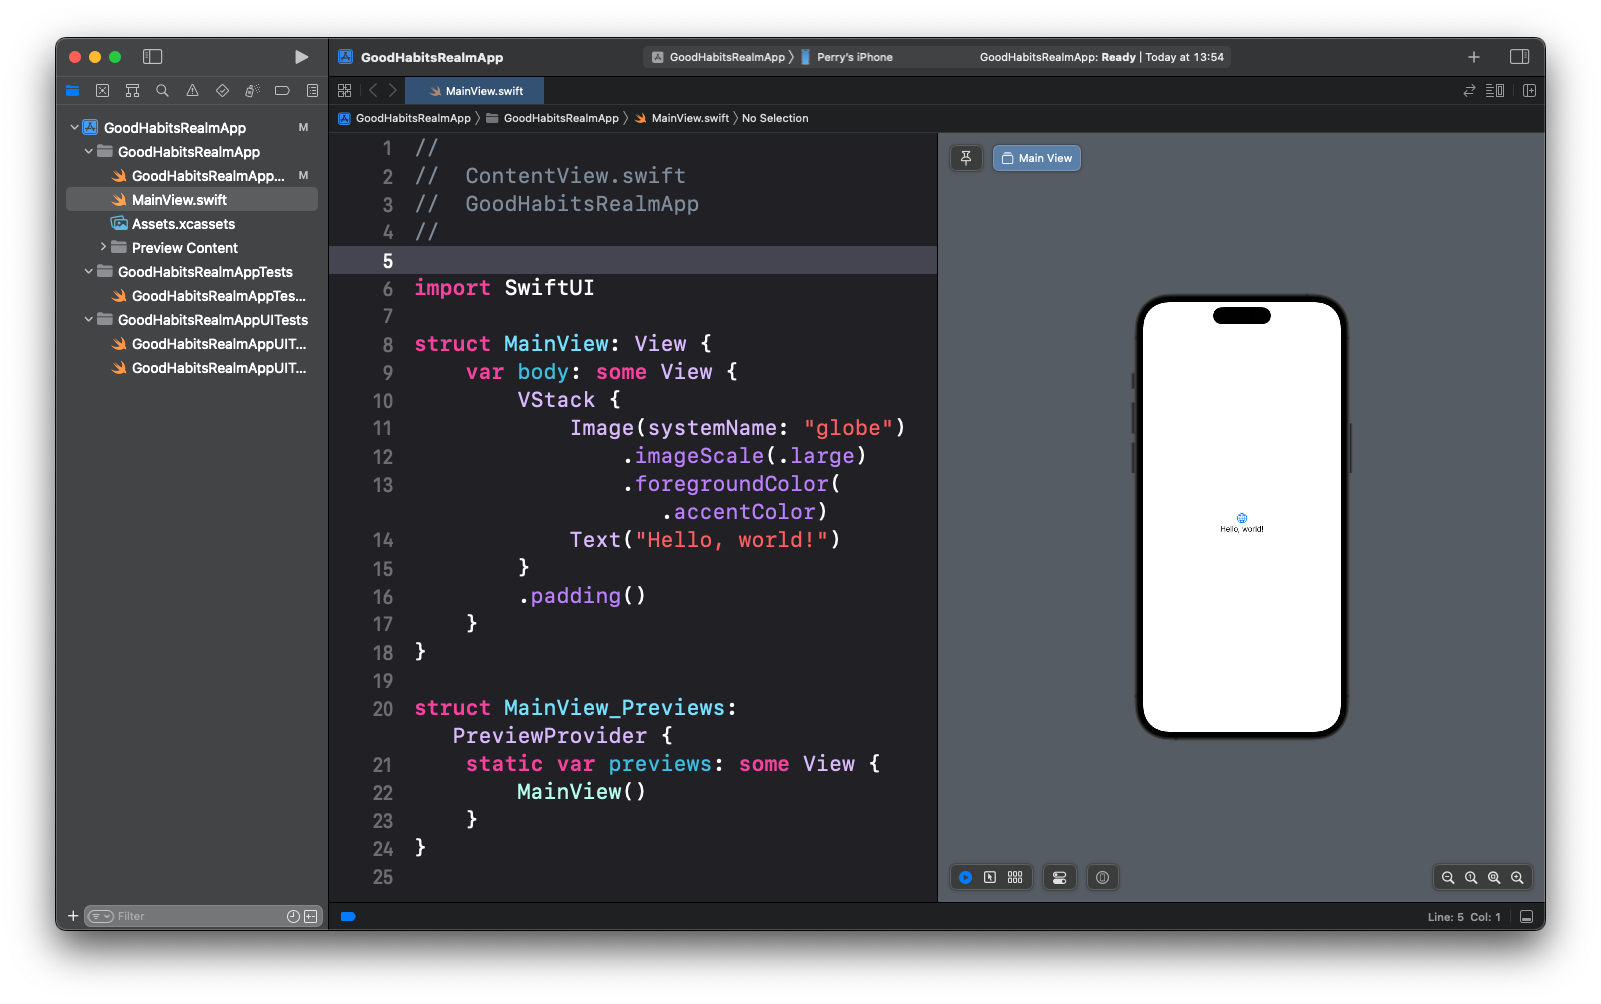 GoodHabitsRealmApp
GoodHabitsRealmApp 〉 Perry's iPhone
GoodHabitsRealmApp: Ready | Today at 13:54
MainView.swift
GoodHabitsRealmApp 〉 GoodHabitsRealmApp 〉 MainView.swift 〉 No Selection
GoodHabitsRealmApp M
GoodHabitsRealmApp
GoodHabitsRealmApp... M
MainView.swift
Assets.xcassets
Preview Content
GoodHabitsRealmAppTests
GoodHabitsRealmAppTes...
GoodHabitsRealmAppUITests
GoodHabitsRealmAppUIT...
GoodHabitsRealmAppUIT...
Filter
1 //
2 //  ContentView.swift
3 //  GoodHabitsRealmApp
4 //
5
6 import SwiftUI
7
8 struct MainView: View {
9     var body: some View {
10         VStack {
11             Image(systemName: "globe")
12                 .imageScale(.large)
13                 .foregroundColor(
.accentColor)
14             Text("Hello, world!")
15         }
16         .padding()
17     }
18 }
19
20 struct MainView_Previews:
PreviewProvider {
21     static var previews: some View {
22         MainView()
23     }
24 }
25
Main View
Hello, world!
Line: 5 Col: 1